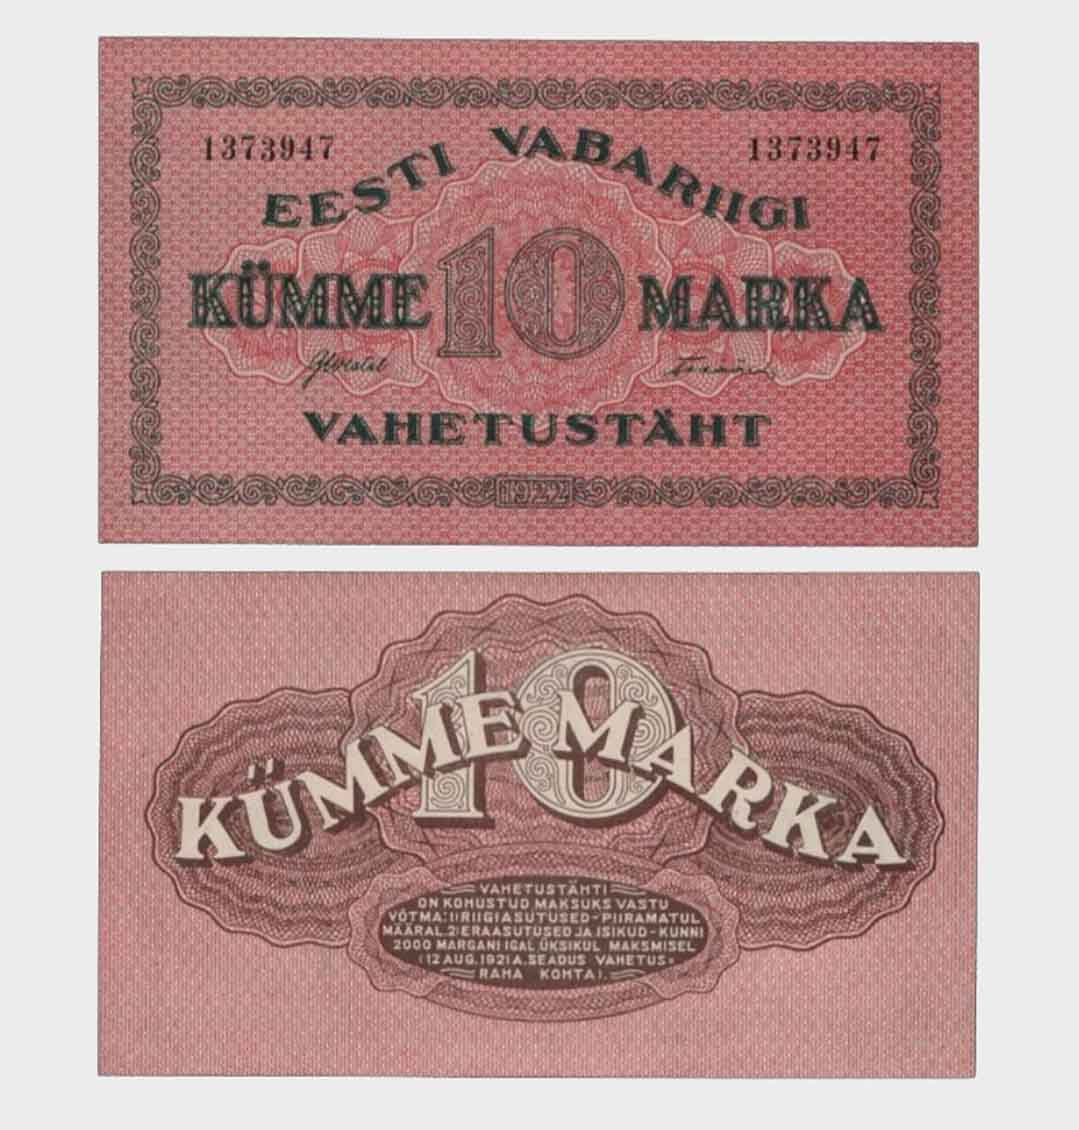 1373947 1373947
EESTI VABARIIGI
KÜMME 10 MARKA
VAHETUSTÄHT
1922
10
KÜMME MARKA
VAHETUSTÄHTI
ON KOHUSTUD MAKSUKS VASTU
VÕTMA: 1) RIIGIASUTUSED-PIIRAMATUL
MÄÄRAL. 2) ERAASUTUSED JA ISIKUD-KUNNI
2000 MARGANI IGAL ÜKSIKUL MAKSMISEL
(12 AUG. 1921 A. SEADUS VAHETUS=
RAHA KOHTA).